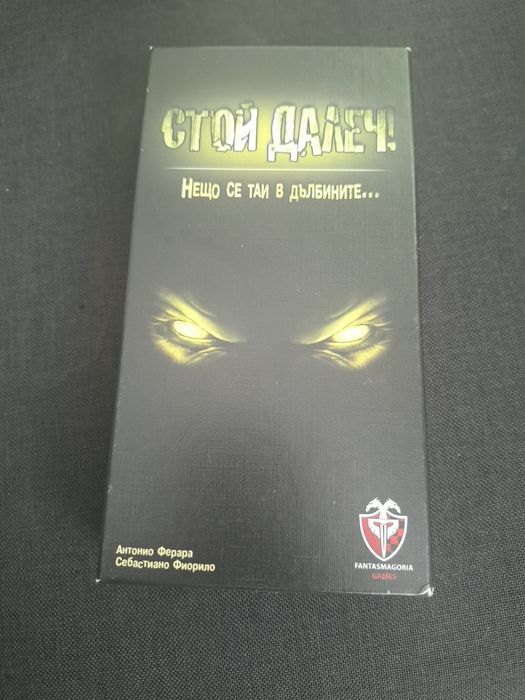 СТОЙ ДАЛЕЧ!
НЕЩО СЕ ТАИ В ДЪЛБИНИТЕ...
Антонио Ферара
Себастиано Фиорило
FANTASMAGORIA
GAMES